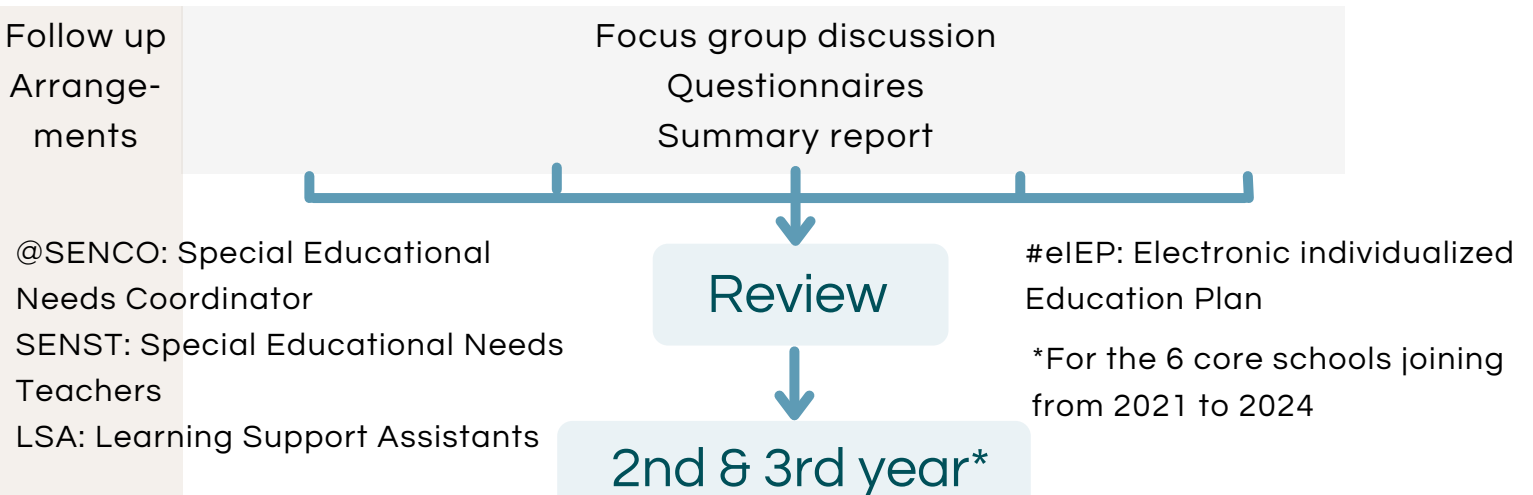 Follow up
Arrange-
ments
Focus group discussion
Questionnaires
Summary report
@SENCO: Special Educational
Needs Coordinator
SENST: Special Educational Needs
Teachers
LSA: Learning Support Assistants
Review
#eIEP: Electronic individualized
Education Plan
*For the 6 core schools joining
from 2021 to 2024
2nd & 3rd year*